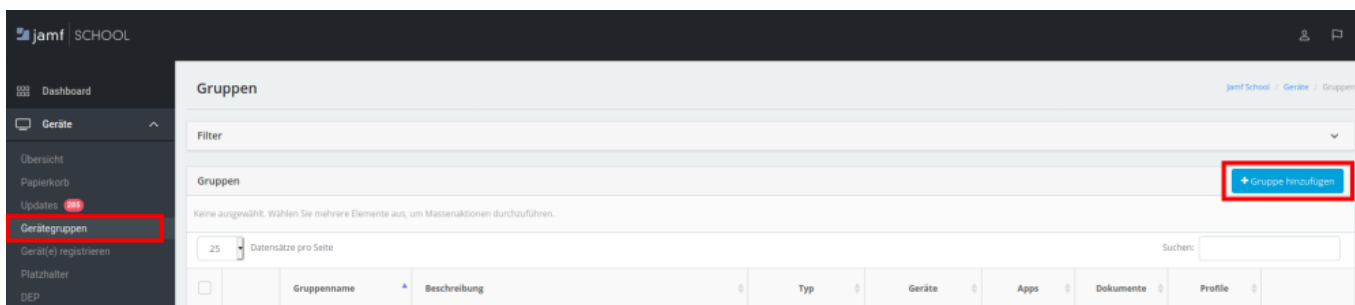 jamf SCHOOL
Dashboard
Geräte
Übersicht
Papierkorb
Updates 285
Gerätegruppen
Gerät(e) registrieren
Platzhalter
DEP
Gruppen
Jamf School / Geräte / Gruppen
Filter
Gruppen
+ Gruppe hinzufügen
Keine ausgewählt. Wählen Sie mehrere Elemente aus, um Massenaktionen durchzuführen.
25 Datensätze pro Seite
Suchen:
Gruppenname Beschreibung Typ Geräte Apps Dokumente Profile